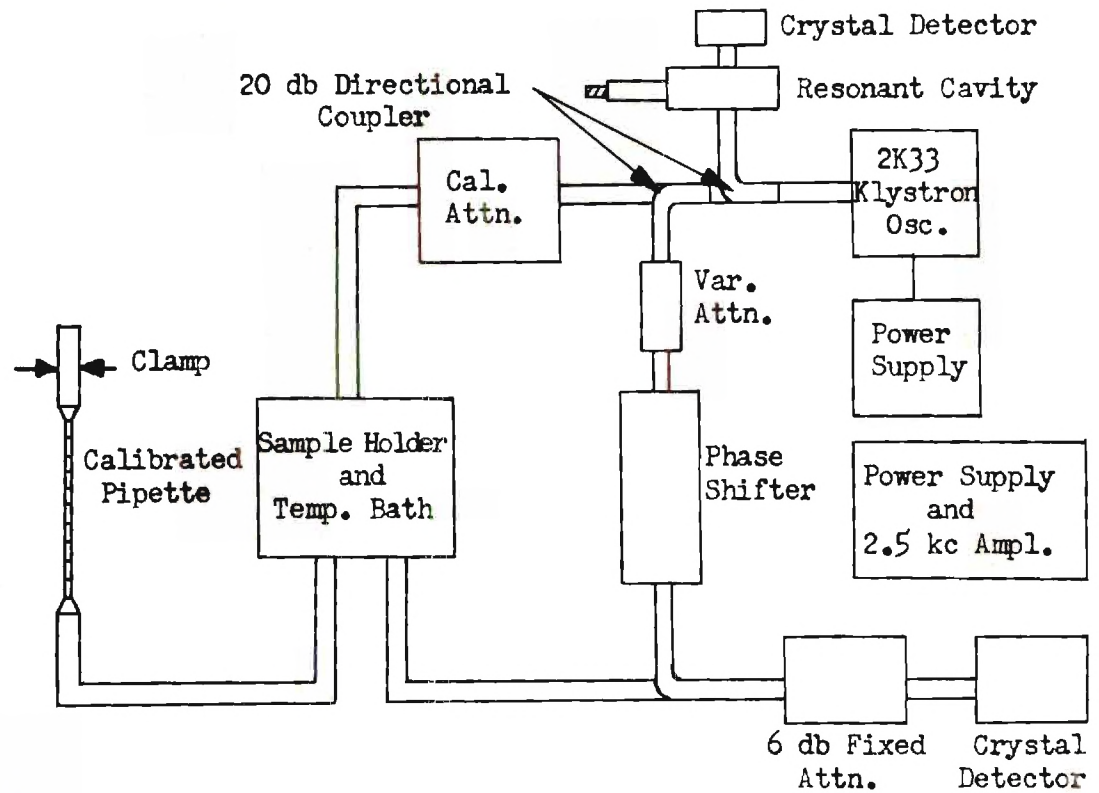 Crystal Detector
20 db Directional
Coupler
Resonant Cavity
Cal.
Attn.
2K33
Klystron
Osc.
Var.
Attn.
Power
Supply
Clamp
Calibrated
Pipette
Sample Holder
and
Temp. Bath
Phase
Shifter
Power Supply
and
2.5 kc Ampl.
6 db Fixed
Attn.
Crystal
Detector